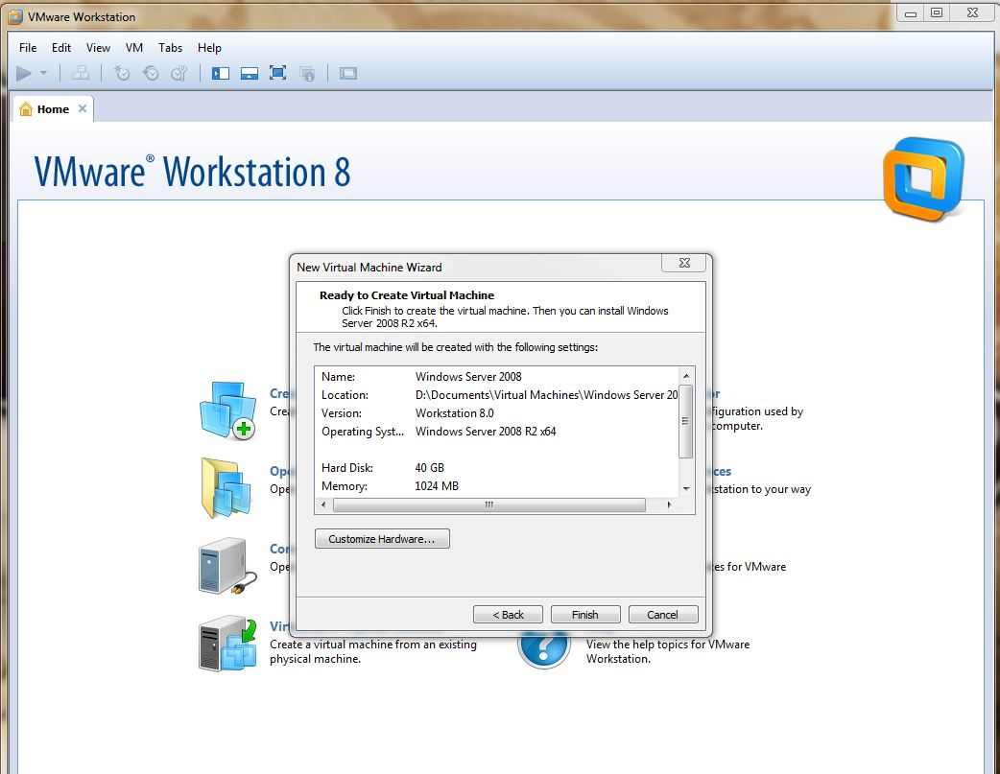 VMware Workstation
File Edit View VM Tabs Help
Home
VMware® Workstation 8
New Virtual Machine Wizard
Ready to Create Virtual Machine
Click Finish to create the virtual machine. Then you can install Windows
Server 2008 R2 x64.
The virtual machine will be created with the following settings:
Name: Windows Server 2008
Location: D:\Documents\Virtual Machines\Windows Server 20
Version: Workstation 8.0
Operating Syst... Windows Server 2008 R2 x64
Hard Disk: 40 GB
Memory: 1024 MB
Customize Hardware...
< Back Finish Cancel
Cre
Crea
Ope
Ope
Con
Ope
Virt
Create a virtual machine from an existing
physical machine.
or
figuration used by
computer.
ces
station to your way
tes for VMware
View the help topics for VMware
Workstation.